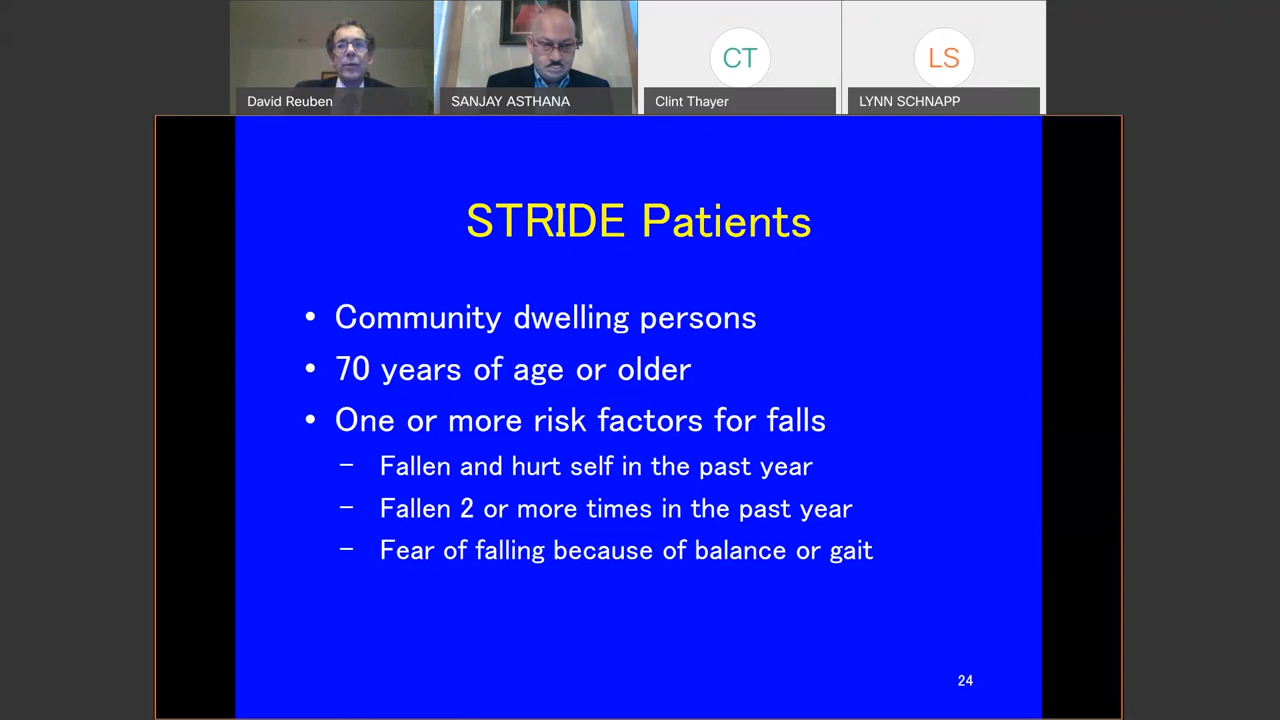 CT
LS
David Reuben
SANJAY ASTHANA
Clint Thayer
LYNN SCHNAPP
STRIDE Patients
• Community dwelling persons
• 70 years of age or older
• One or more risk factors for falls
– Fallen and hurt self in the past year
– Fallen 2 or more times in the past year
– Fear of falling because of balance or gait
24